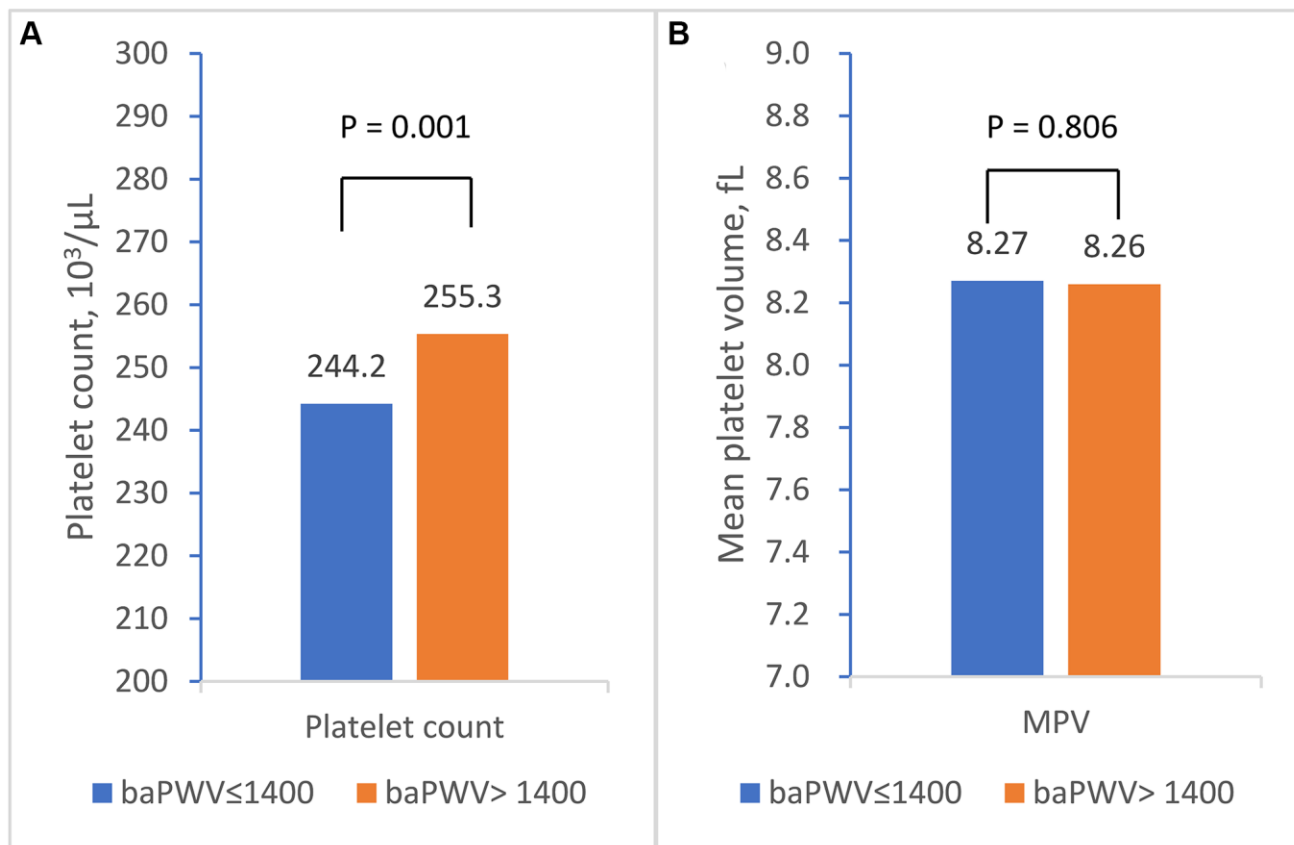 A
Platelet count, 10³/µL
300
290
280
270
260
250
240
230
220
210
200
P = 0.001
244.2
255.3
Platelet count
baPWV≤1400
baPWV> 1400
B
Mean platelet volume, fL
9.0
8.8
8.6
8.4
8.2
8.0
7.8
7.6
7.4
7.2
7.0
P = 0.806
8.27
8.26
MPV
baPWV≤1400
baPWV> 1400